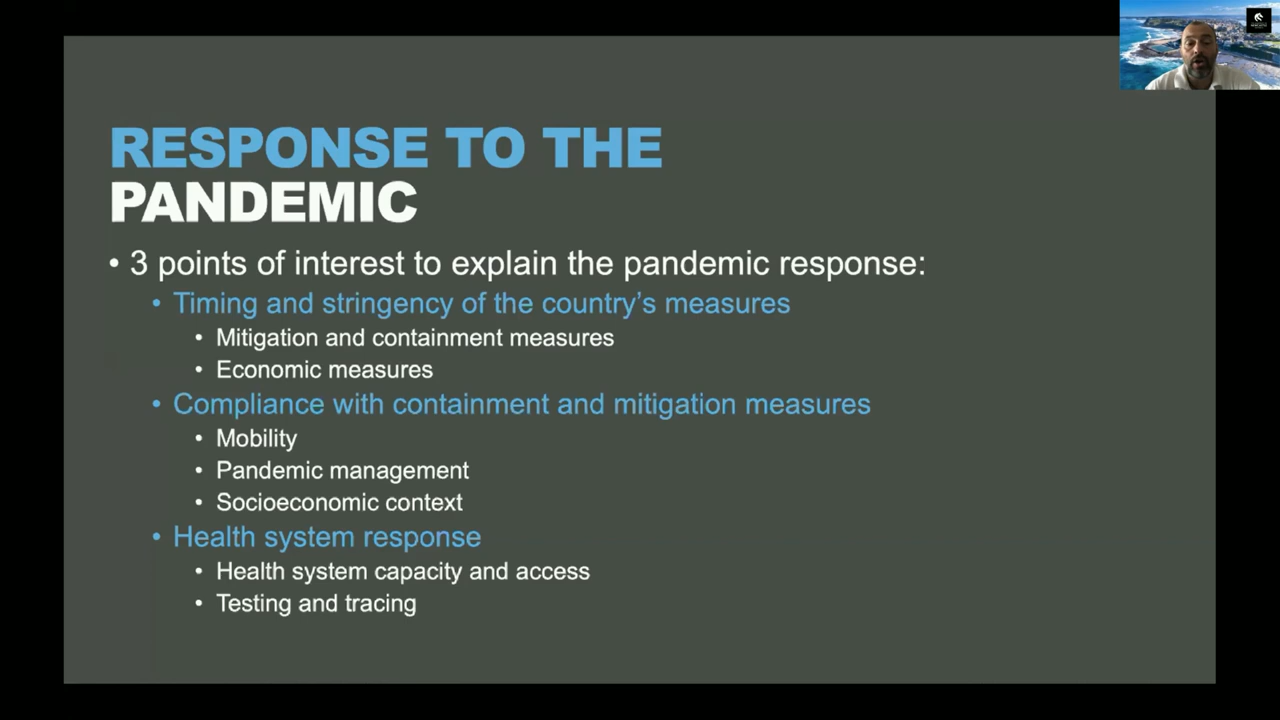 RESPONSE TO THE
PANDEMIC
• 3 points of interest to explain the pandemic response:
• Timing and stringency of the country's measures
• Mitigation and containment measures
• Economic measures
• Compliance with containment and mitigation measures
• Mobility
• Pandemic management
• Socioeconomic context
• Health system response
• Health system capacity and access
• Testing and tracing